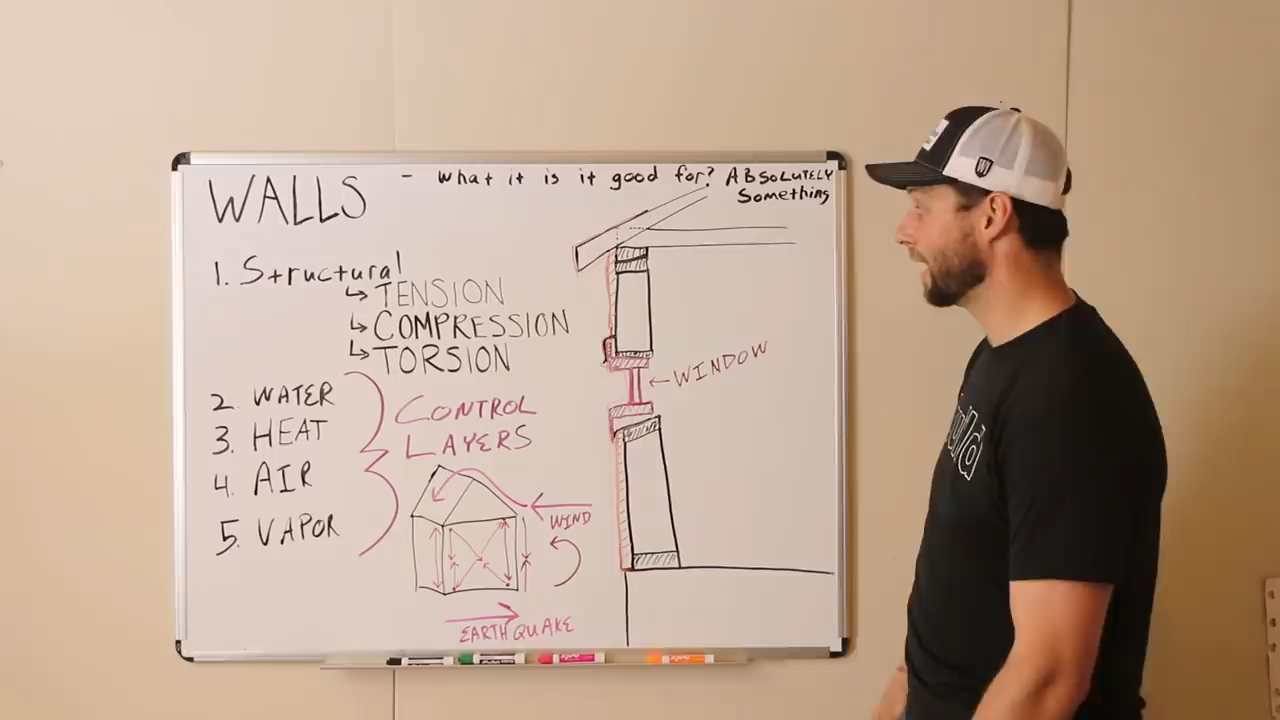 WALLS - What it is it good for? ABSOLUTELY
Something
1. Structural
↳ TENSION
↳ COMPRESSION
↳ TORSION
2. WATER
3. HEAT
4. AIR
5. VAPOR
CONTROL
LAYERS
WIND
EARTHQUAKE
← WINDOW